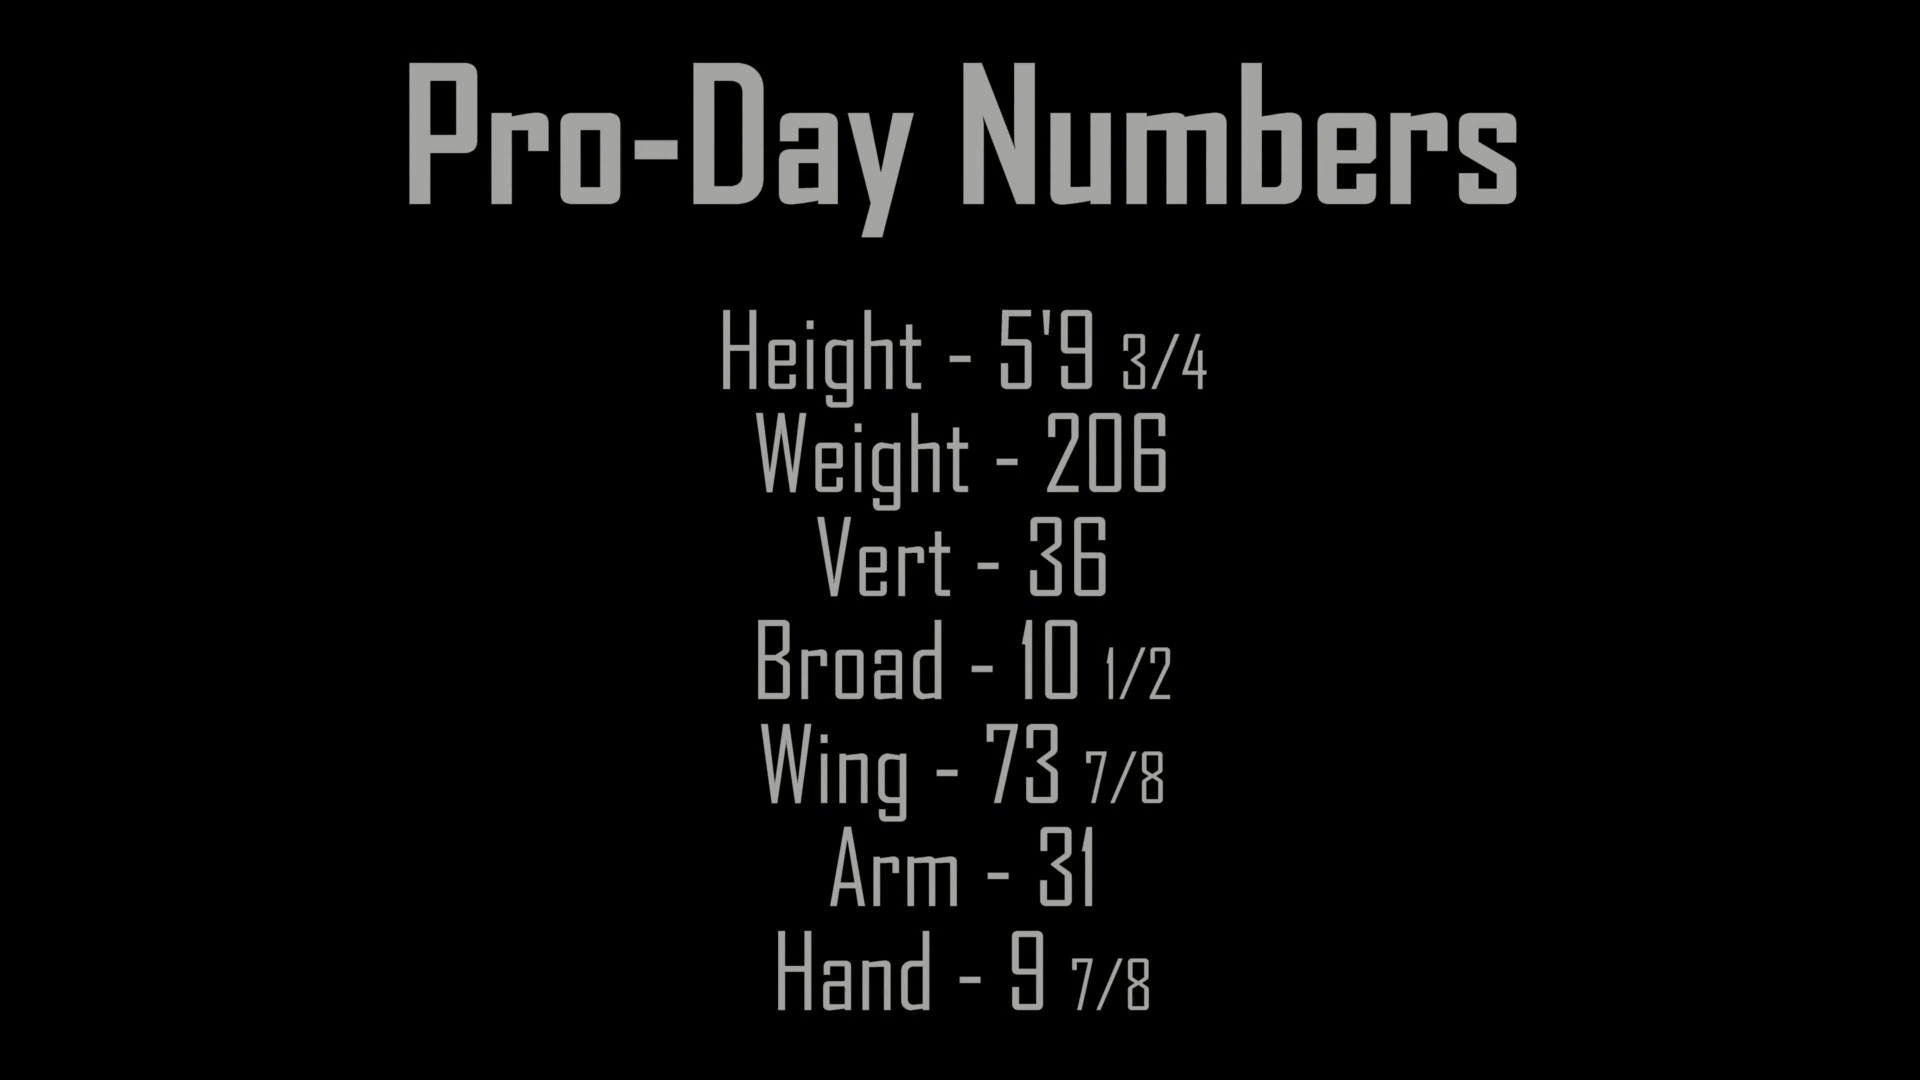 Pro-Day Numbers
Height - 5'9 3/4
Weight - 206
Vert - 36
Broad - 10 1/2
Wing - 73 7/8
Arm - 31
Hand - 9 7/8